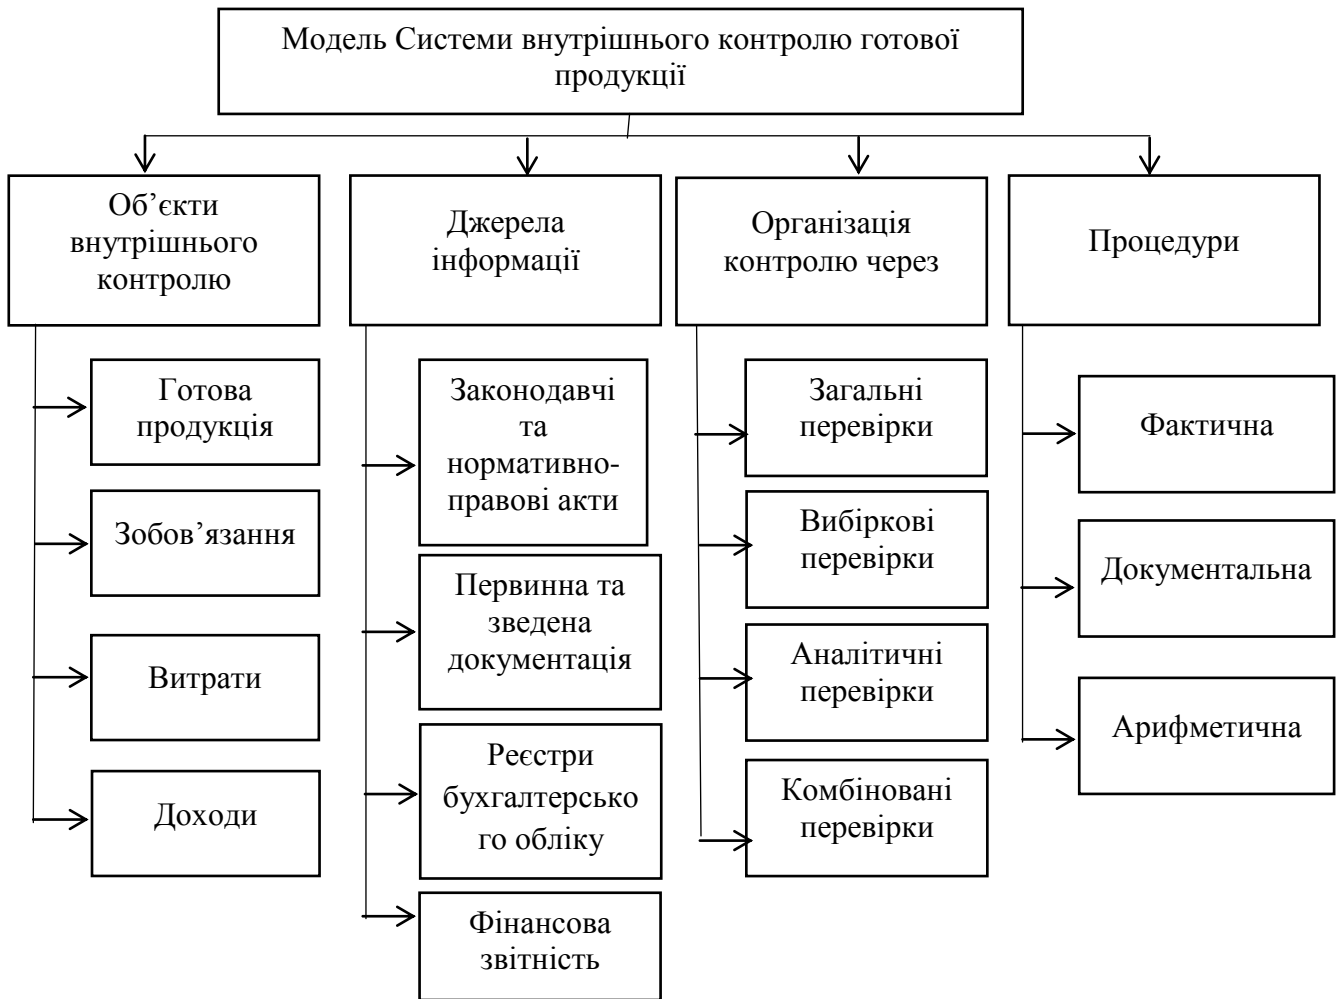 Модель Системи внутрішнього контролю готової
продукції
Об’єкти
внутрішнього
контролю
Джерела
інформації
Організація
контролю через
Процедури
Готова
продукція
Зобов’язання
Витрати
Доходи
Законодавчі
та
нормативно-
правові акти
Первинна та
зведена
документація
Реєстри
бухгалтерсько
го обліку
Фінансова
звітність
Загальні
перевірки
Вибіркові
перевірки
Аналітичні
перевірки
Комбіновані
перевірки
Фактична
Документальна
Арифметична